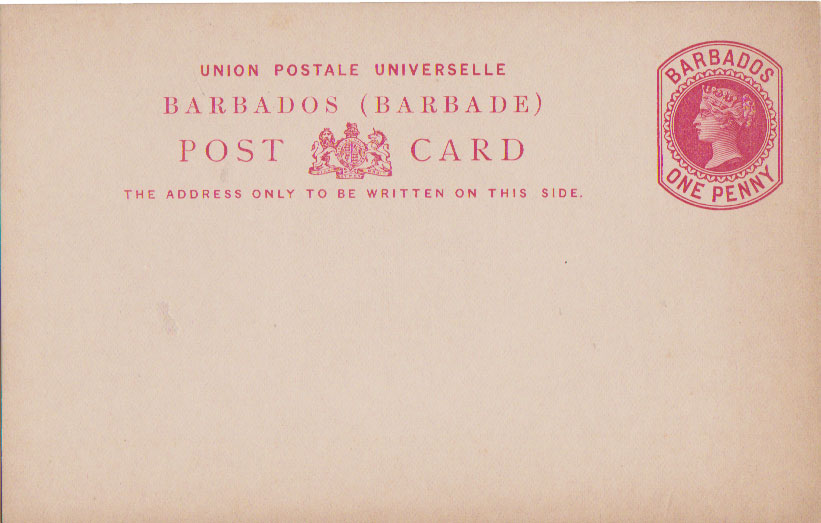 UNION POSTALE UNIVERSELLE
BARBADOS (BARBADE)
POST CARD
THE ADDRESS ONLY TO BE WRITTEN ON THIS SIDE.
BARBADOS
ONE PENNY